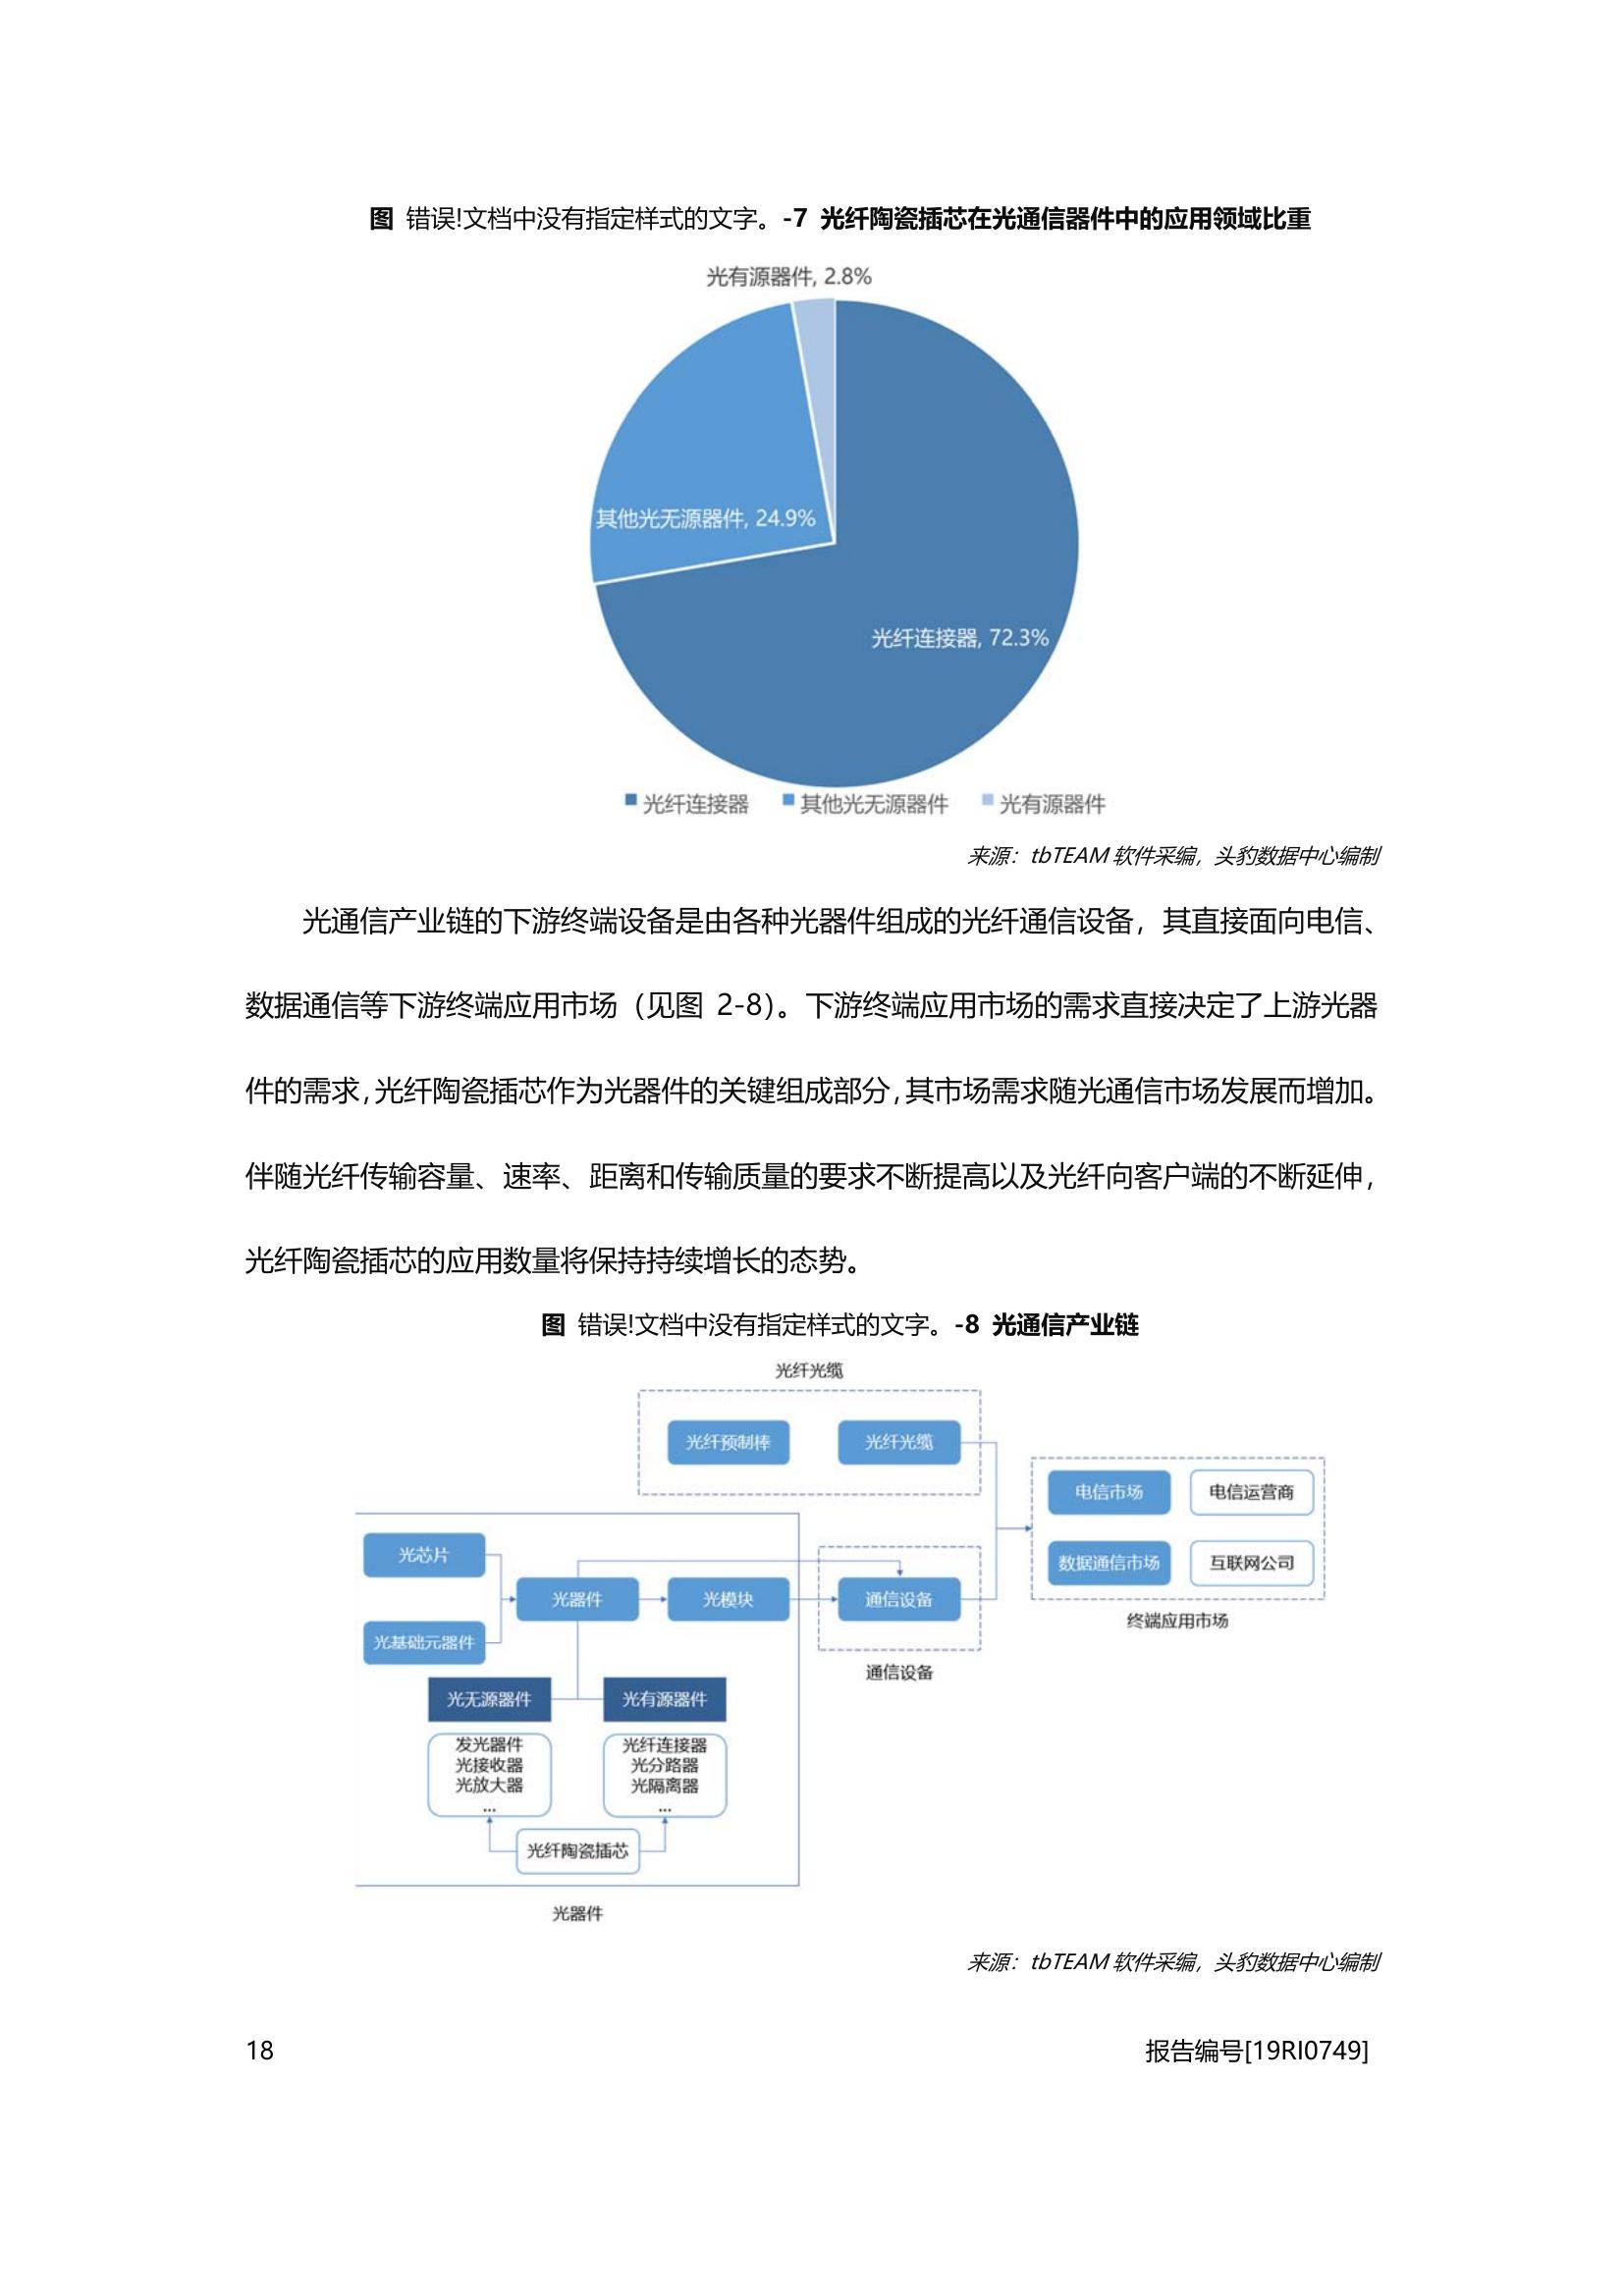 图 错误!文档中没有指定样式的文字。-7 光纤陶瓷插芯在光通信器件中的应用领域比重
光有源器件, 2.8%
其他光无源器件, 24.9%
光纤连接器, 72.3%
光纤连接器 其他光无源器件 光有源器件
来源：tbTEAM 软件采编，头豹数据中心编制
光通信产业链的下游终端设备是由各种光器件组成的光纤通信设备，其直接面向电信、
数据通信等下游终端应用市场（见图 2-8）。下游终端应用市场的需求直接决定了上游光器
件的需求，光纤陶瓷插芯作为光器件的关键组成部分，其市场需求随光通信市场发展而增加。
伴随光纤传输容量、速率、距离和传输质量的要求不断提高以及光纤向客户端的不断延伸，
光纤陶瓷插芯的应用数量将保持持续增长的态势。
图 错误!文档中没有指定样式的文字。-8 光通信产业链
光纤光缆
光纤预制棒 光纤光缆
电信市场 电信运营商
光芯片
数据通信市场 互联网公司
光器件 光模块 通信设备
终端应用市场
光基础元器件
通信设备
光无源器件 光有源器件
发光器件
光接收器
光放大器
...
光纤连接器
光分路器
光隔离器
...
光纤陶瓷插芯
光器件
来源：tbTEAM 软件采编，头豹数据中心编制
18 报告编号[19RI0749]